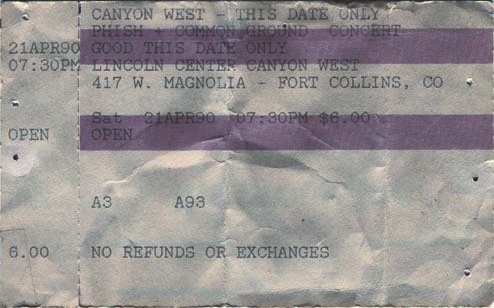 CANYON WEST - THIS DATE ONLY
PHISH + COMMON GROUND CONCERT
21APR90 GOOD THIS DATE ONLY
07:30PM LINCOLN CENTER CANYON WEST
417 W. MAGNOLIA - FORT COLLINS, CO
Sat 21APR90 07:30PM $6.00
OPEN OPEN
A3 A93
6.00 NO REFUNDS OR EXCHANGES